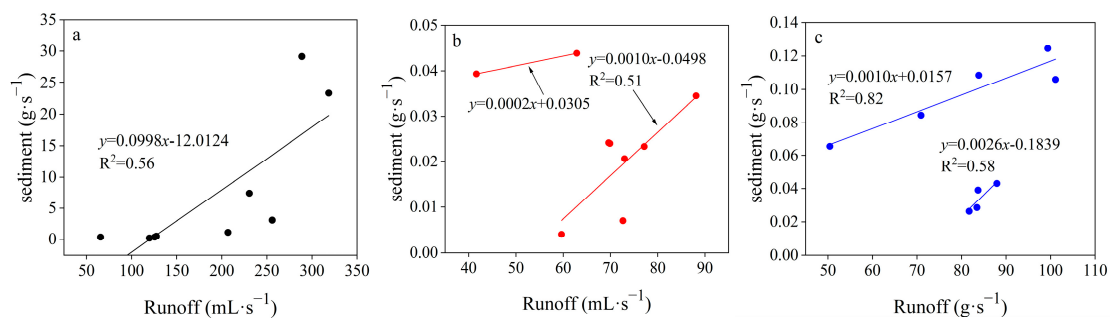 a
35
30
25
20
15
10
5
0
sediment (g·s⁻¹)
y=0.0998x-12.0124
R²=0.56
50 100 150 200 250 300 350
Runoff (mL·s⁻¹)
b
0.05
0.04
0.03
0.02
0.01
0.00
sediment (g·s⁻¹)
y=0.0010x-0.0498
R²=0.51
y=0.0002x+0.0305
40 50 60 70 80 90
Runoff (mL·s⁻¹)
c
0.14
0.12
0.10
0.08
0.06
0.04
0.02
0.00
sediment (g·s⁻¹)
y=0.0010x+0.0157
R²=0.82
y=0.0026x-0.1839
R²=0.58
50 60 70 80 90 100 110
Runoff (g·s⁻¹)